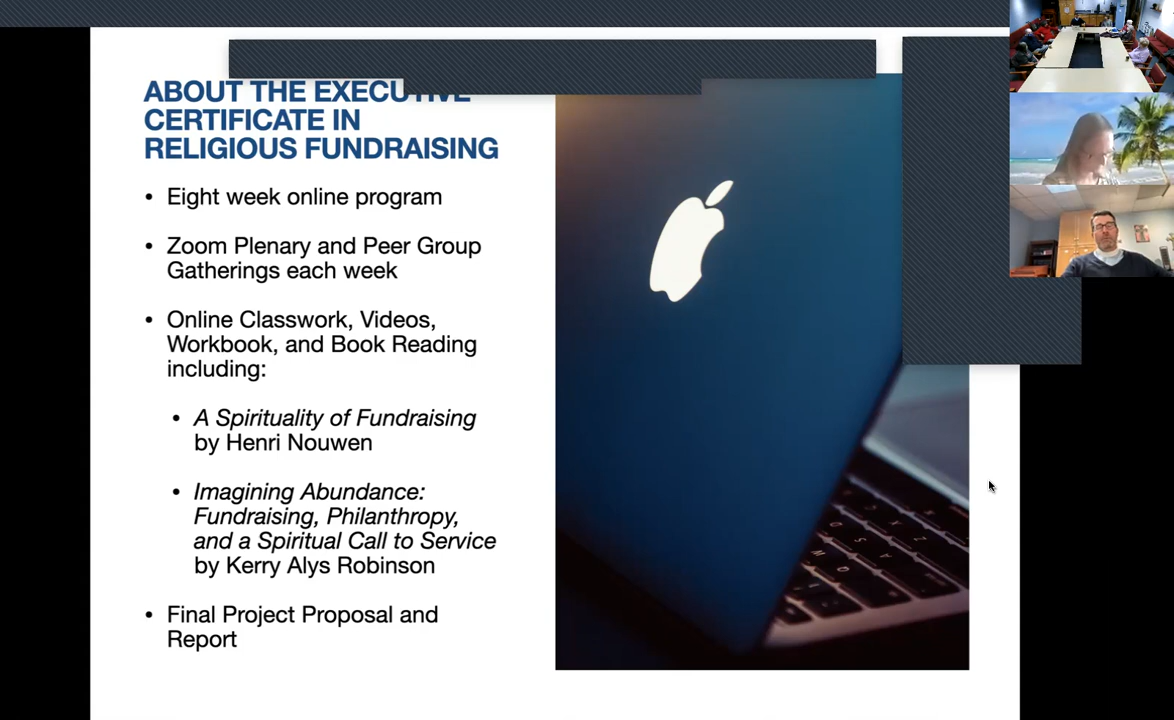 ABOUT THE EXECUTIVE
CERTIFICATE IN
RELIGIOUS FUNDRAISING
• Eight week online program
• Zoom Plenary and Peer Group
Gatherings each week
• Online Classwork, Videos,
Workbook, and Book Reading
including:
• A Spirituality of Fundraising
by Henri Nouwen
• Imagining Abundance:
Fundraising, Philanthropy,
and a Spiritual Call to Service
by Kerry Alys Robinson
• Final Project Proposal and
Report